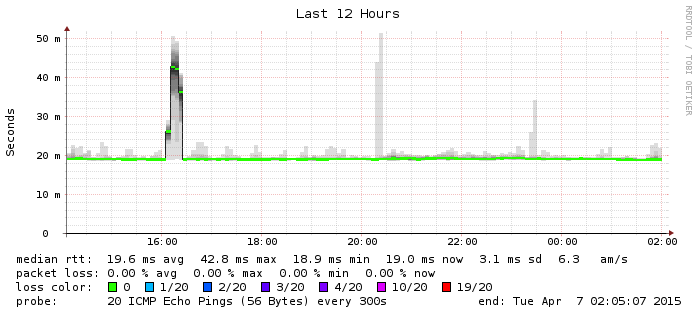 Last 12 Hours
RRDTOOL / TOBI OETIKER
Seconds
50 m
40 m
30 m
20 m
10 m
0
16:00 18:00 20:00 22:00 00:00 02:00
median rtt: 19.6 ms avg 42.8 ms max 18.9 ms min 19.0 ms now 3.1 ms sd 6.3 am/s
packet loss: 0.00 % avg 0.00 % max 0.00 % min 0.00 % now
loss color: 0 1/20 2/20 3/20 4/20 10/20 19/20
probe: 20 ICMP Echo Pings (56 Bytes) every 300s end: Tue Apr 7 02:05:07 2015